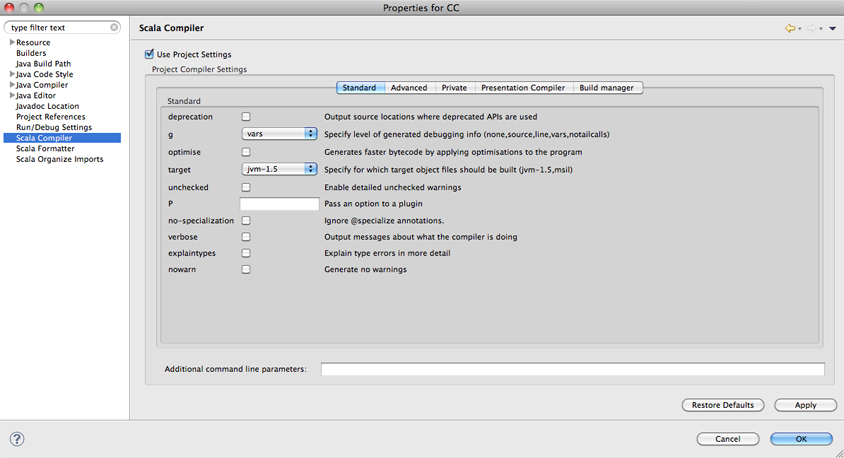 Properties for CC
type filter text
Scala Compiler
Resource
Builders
Java Build Path
Java Code Style
Java Compiler
Java Editor
Javadoc Location
Project References
Run/Debug Settings
Scala Compiler
Scala Formatter
Scala Organize Imports
Use Project Settings
Project Compiler Settings
Standard Advanced Private Presentation Compiler Build manager
Standard
deprecation Output source locations where deprecated APIs are used
g vars Specify level of generated debugging info (none,source,line,vars,notailcalls)
optimise Generates faster bytecode by applying optimisations to the program
target jvm-1.5 Specify for which target object files should be built (jvm-1.5,msil)
unchecked Enable detailed unchecked warnings
P Pass an option to a plugin
no-specialization Ignore @specialize annotations.
verbose Output messages about what the compiler is doing
explaintypes Explain type errors in more detail
nowarn Generate no warnings
Additional command line parameters:
Restore Defaults Apply
? Cancel OK